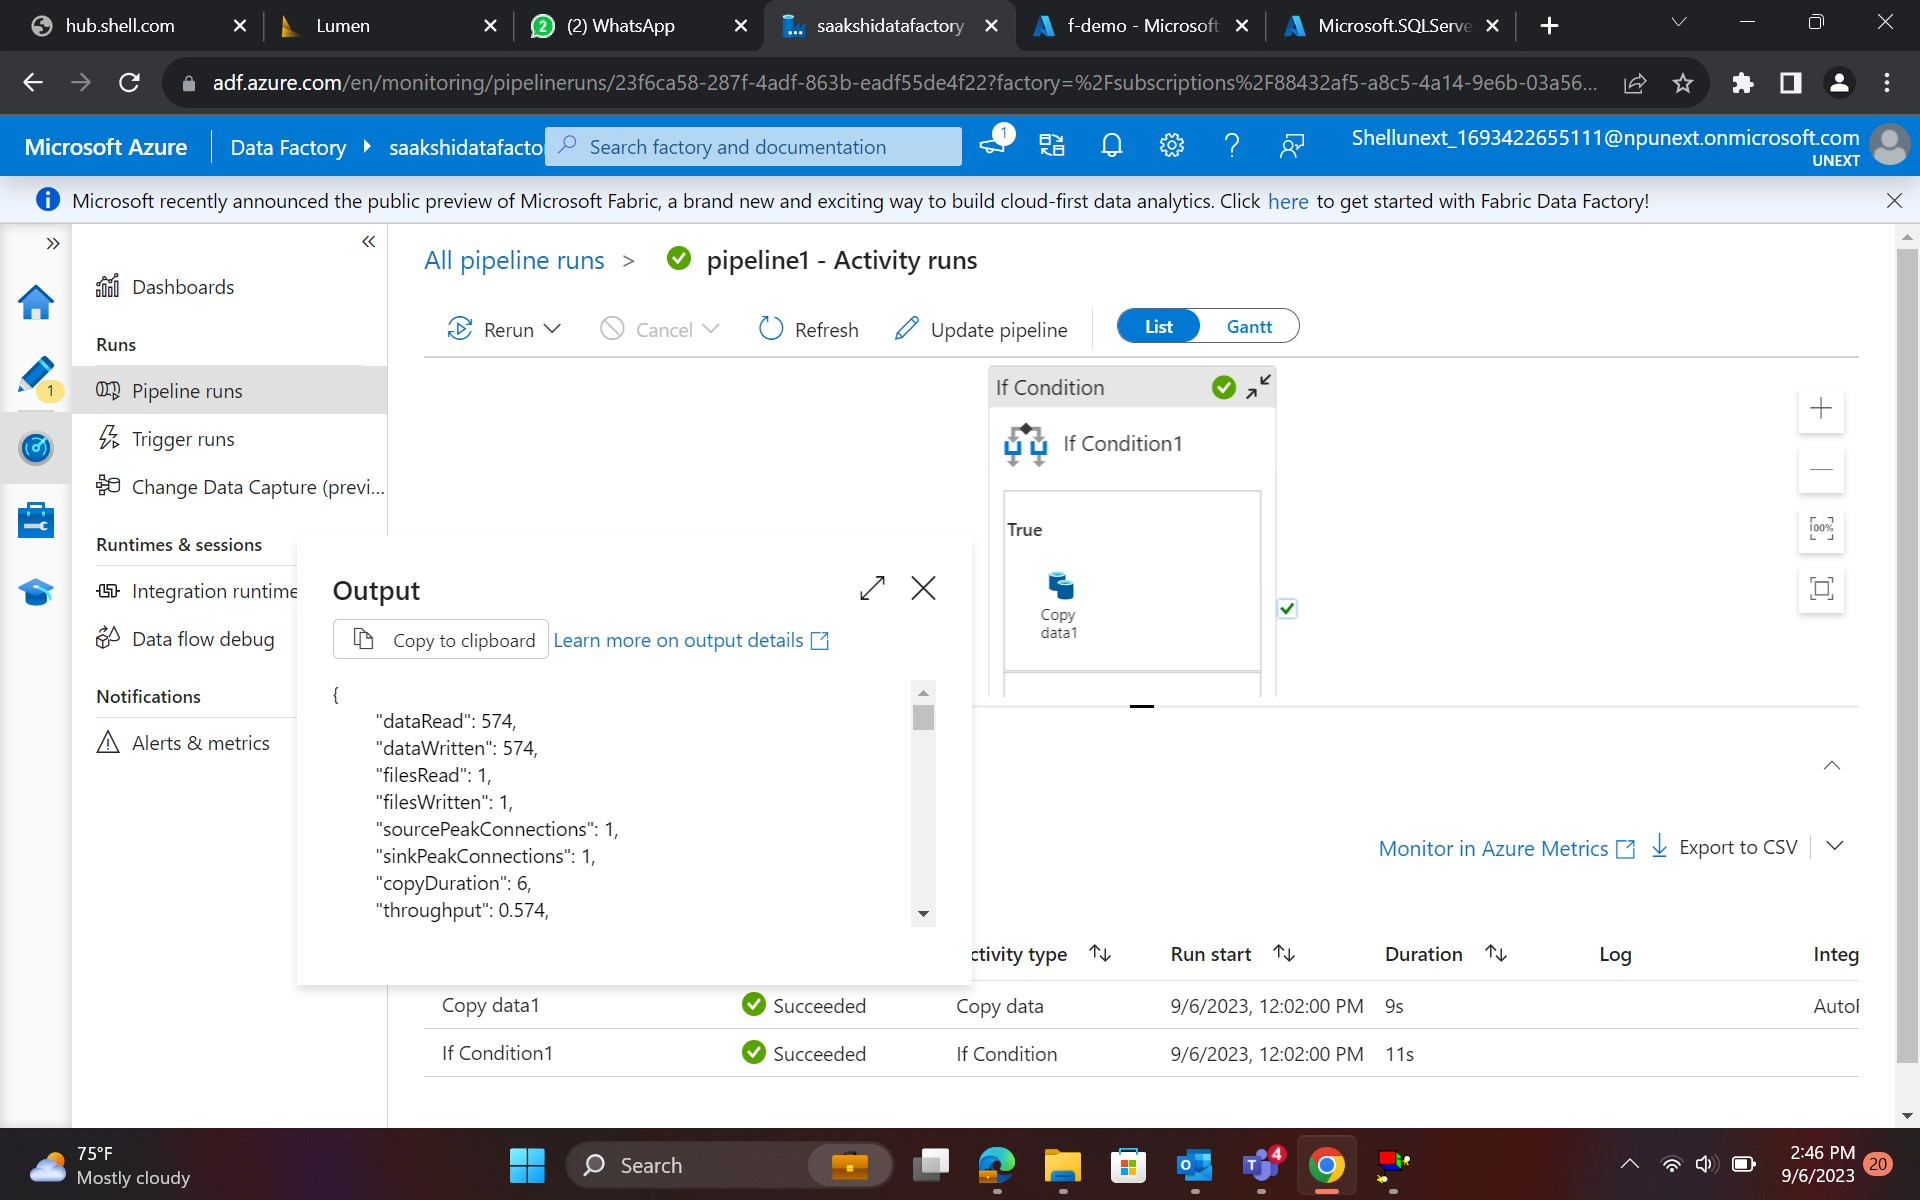 hub.shell.com
Lumen
(2) WhatsApp
saakshidatafactory
f-demo - Microsoft
Microsoft.SQLServe
adf.azure.com/en/monitoring/pipelineruns/23f6ca58-287f-4adf-863b-eadf55de4f22?factory=%2Fsubscriptions%2F88432af5-a8c5-4a14-9e6b-03a56...
Microsoft Azure
Data Factory
saakshidatafacto
Search factory and documentation
1
Shellunext_1693422655111@npunext.onmicrosoft.com
UNEXT
Microsoft recently announced the public preview of Microsoft Fabric, a brand new and exciting way to build cloud-first data analytics. Click here to get started with Fabric Data Factory!
1
Dashboards
Runs
Pipeline runs
Trigger runs
Change Data Capture (previ...
Runtimes & sessions
Integration runtime
Data flow debug
Notifications
Alerts & metrics
All pipeline runs > pipeline1 - Activity runs
Rerun
Cancel
Refresh
Update pipeline
List
Gantt
If Condition
If Condition1
True
Copy
data1
100%
Output
Copy to clipboard
Learn more on output details
{
"dataRead": 574,
"dataWritten": 574,
"filesRead": 1,
"filesWritten": 1,
"sourcePeakConnections": 1,
"sinkPeakConnections": 1,
"copyDuration": 6,
"throughput": 0.574,
Monitor in Azure Metrics
Export to CSV
ctivity type Run start Duration Log Integ
Copy data1 Succeeded Copy data 9/6/2023, 12:02:00 PM 9s
If Condition1 Succeeded If Condition 9/6/2023, 12:02:00 PM 11s
75°F
Mostly cloudy
Search
4
2:46 PM
9/6/2023
20